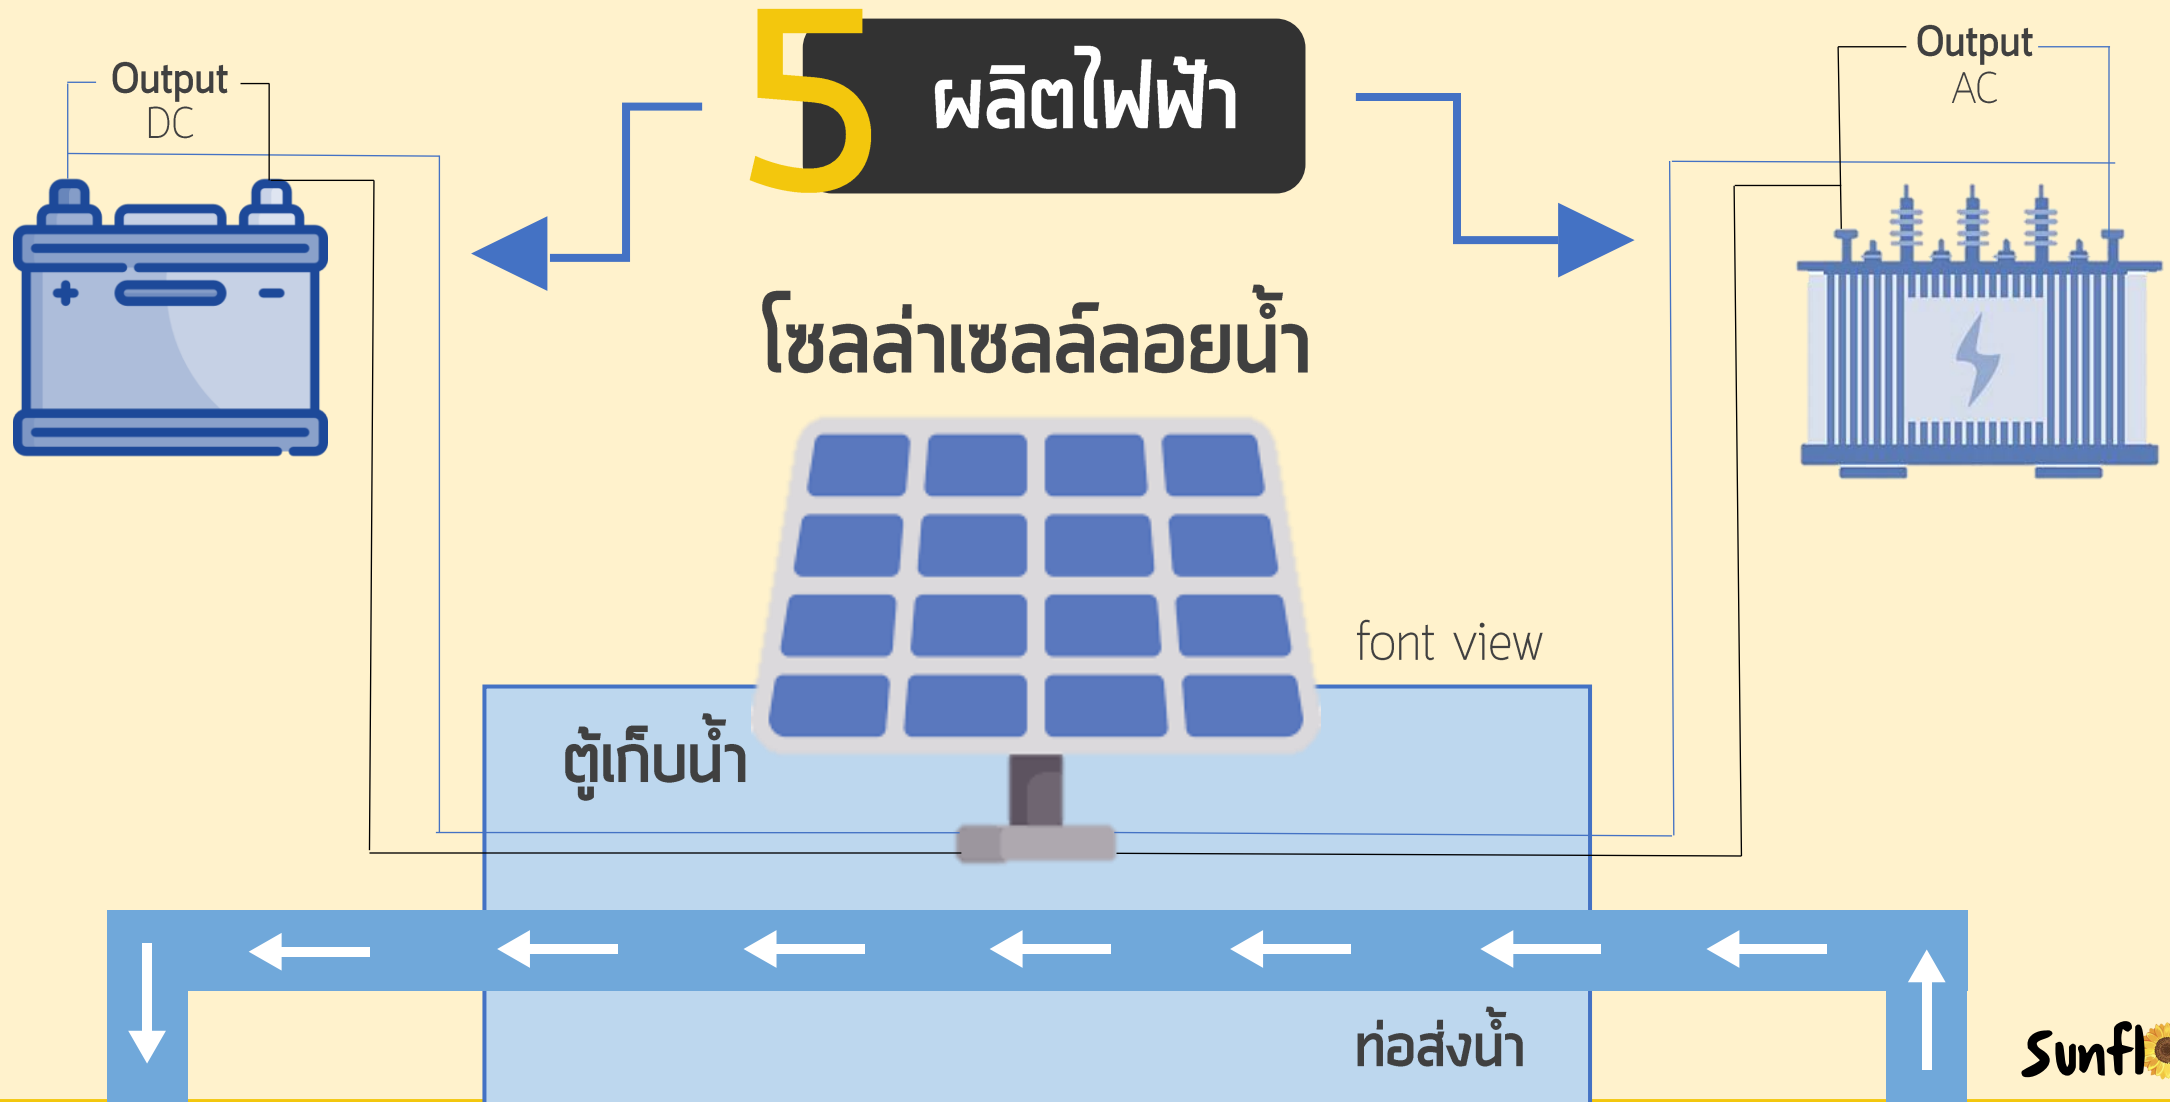 5 ผลิตไฟฟ้า
Output
DC
Output
AC
โซลล่าเซลล์ลอยน้ำ
font view
ตู้เก็บน้ำ
ท่อส่งน้ำ
Sunfl